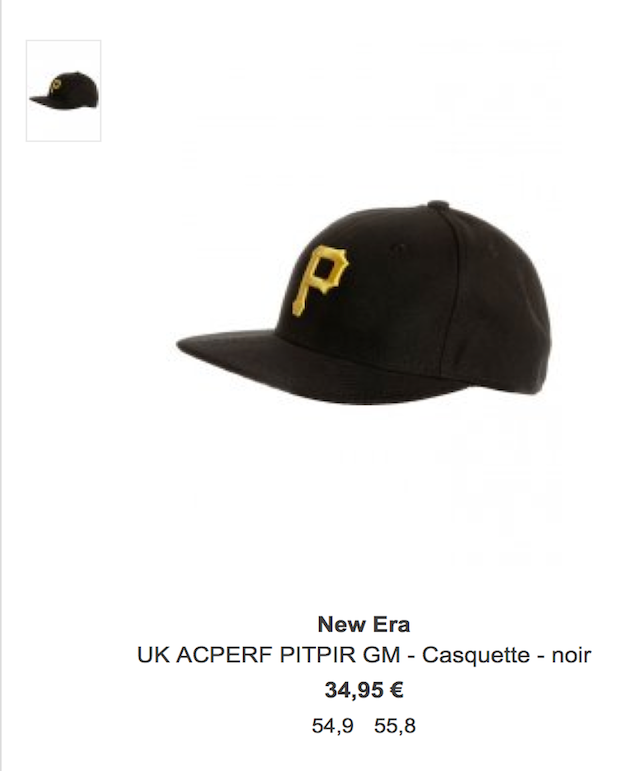 P
P
New Era
UK ACPERF PITPIR GM - Casquette - noir
34,95 €
54,9 55,8